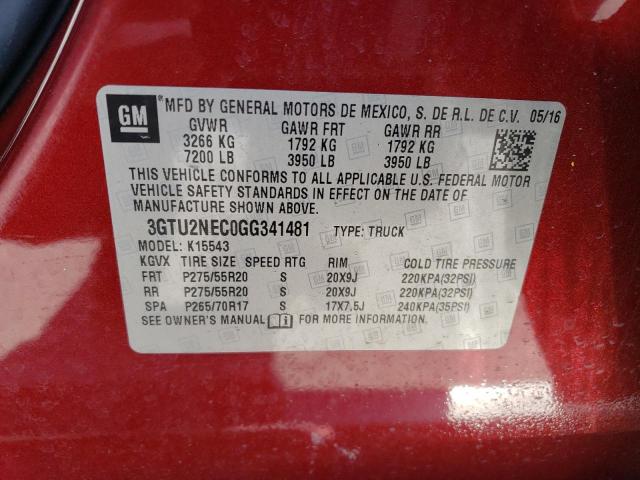 GM MFD BY GENERAL MOTORS DE MEXICO, S. DE R.L. DE C.V. 05/16
GVWR GAWR FRT GAWR RR
3266 KG 1792 KG 1792 KG
7200 LB 3950 LB 3950 LB
THIS VEHICLE CONFORMS TO ALL APPLICABLE U.S. FEDERAL MOTOR
VEHICLE SAFETY STANDARDS IN EFFECT ON THE DATE OF
MANUFACTURE SHOWN ABOVE.
3GTU2NEC0GG341481 TYPE: TRUCK
MODEL: K15543
KGVX TIRE SIZE SPEED RTG RIM COLD TIRE PRESSURE
FRT P275/55R20 S 20X9J 220KPA(32PSI)
RR P275/55R20 S 20X9J 220KPA(32PSI)
SPA P265/70R17 S 17X7.5J 240KPA(35PSI)
SEE OWNER'S MANUAL FOR MORE INFORMATION.